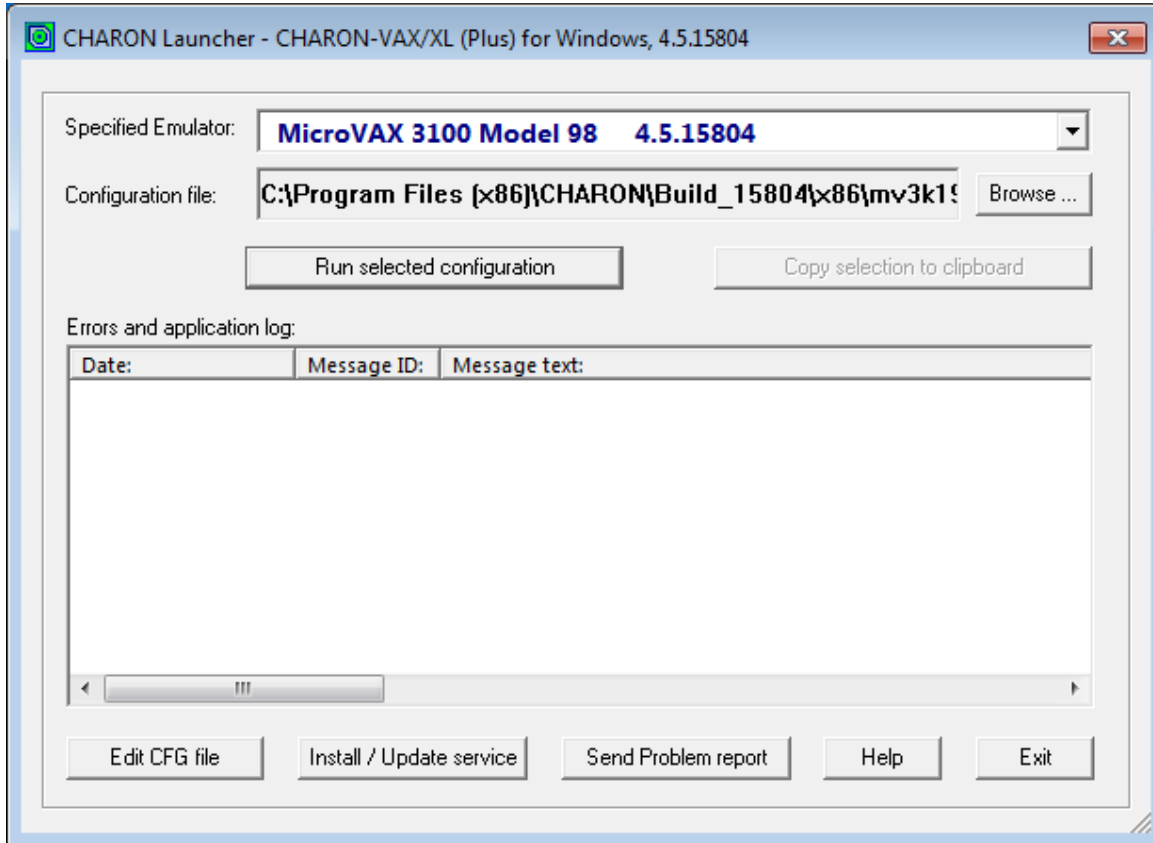 CHARON Launcher - CHARON-VAX/XL (Plus) for Windows, 4.5.15804
Specified Emulator: MicroVAX 3100 Model 98 4.5.15804
Configuration file: C:\Program Files (x86)\CHARON\Build_15804\x86\mv3k19 Browse ...
Run selected configuration Copy selection to clipboard
Errors and application log:
Date: Message ID: Message text:
Edit CFG file Install / Update service Send Problem report Help Exit